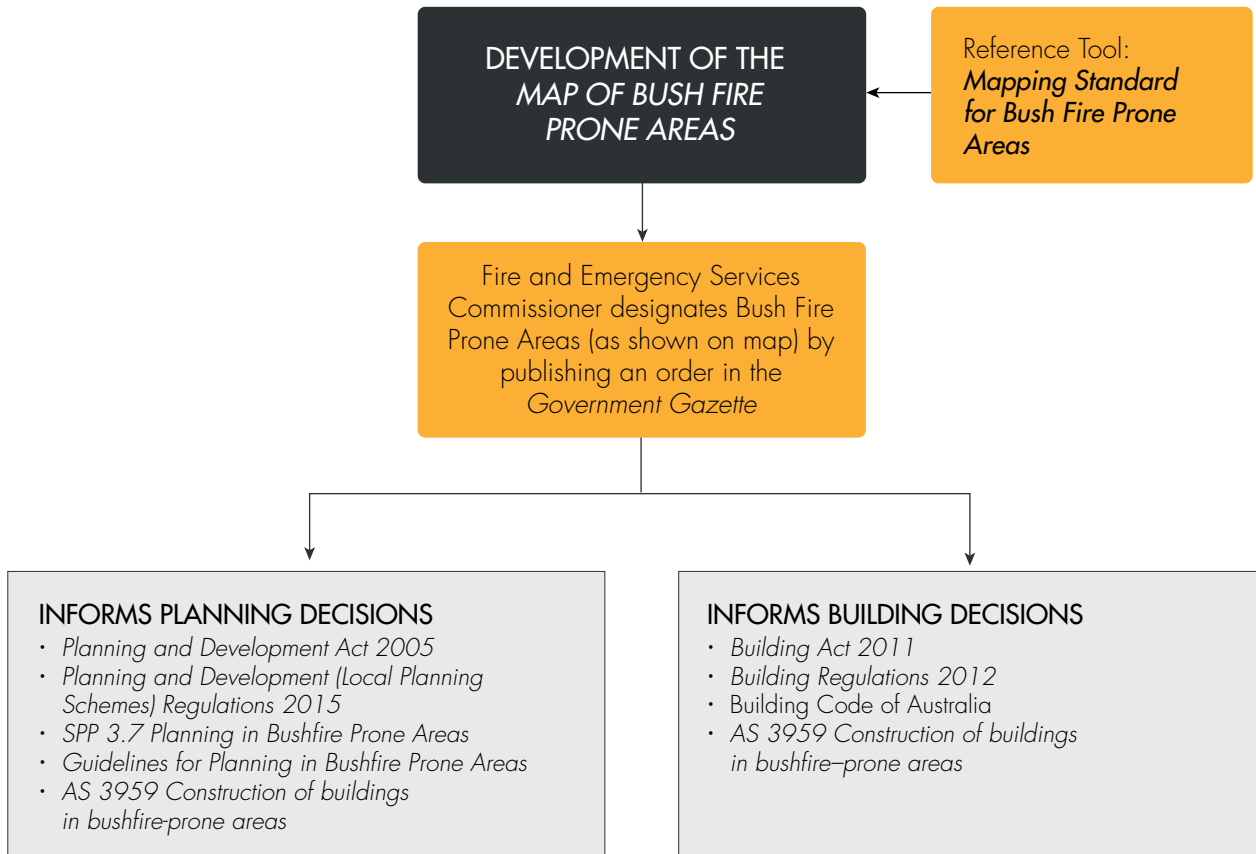 DEVELOPMENT OF THE
MAP OF BUSH FIRE
PRONE AREAS
Reference Tool:
Mapping Standard
for Bush Fire Prone
Areas
Fire and Emergency Services
Commissioner designates Bush Fire
Prone Areas (as shown on map) by
publishing an order in the
Government Gazette
INFORMS PLANNING DECISIONS
• Planning and Development Act 2005
• Planning and Development (Local Planning
Schemes) Regulations 2015
• SPP 3.7 Planning in Bushfire Prone Areas
• Guidelines for Planning in Bushfire Prone Areas
• AS 3959 Construction of buildings
in bushfire-prone areas
INFORMS BUILDING DECISIONS
• Building Act 2011
• Building Regulations 2012
• Building Code of Australia
• AS 3959 Construction of buildings
in bushfire–prone areas